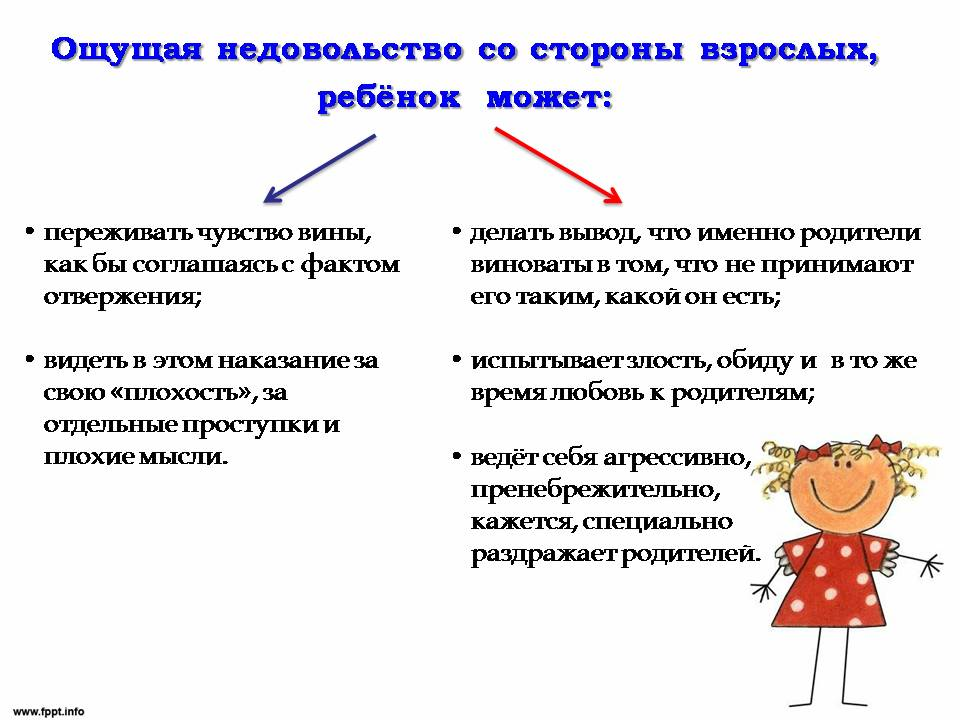 Ощущая недовольство со стороны взрослых,
ребёнок может:
• переживать чувство вины,
как бы соглашаясь с фактом
отвержения;
• видеть в этом наказание за
свою «плохость», за
отдельные проступки и
плохие мысли.
• делать вывод, что именно родители
виноваты в том, что не принимают
его таким, какой он есть;
• испытывает злость, обиду и в то же
время любовь к родителям;
• ведёт себя агрессивно,
пренебрежительно,
кажется, специально
раздражает родителей.
www.fppt.info